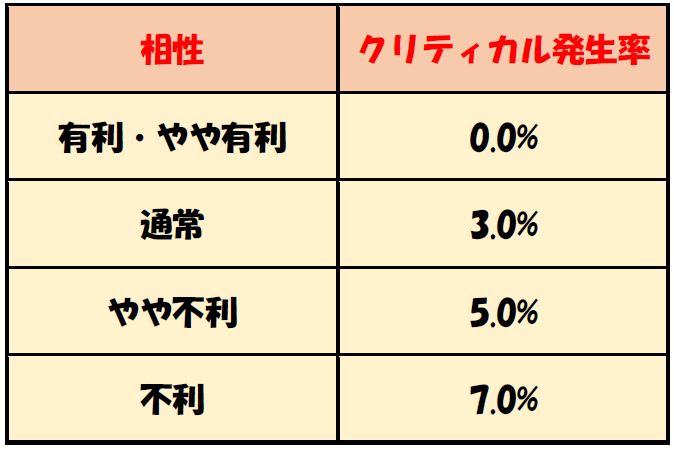 相性 クリティカル発生率
有利・やや有利 0.0%
通常 3.0%
やや不利 5.0%
不利 7.0%